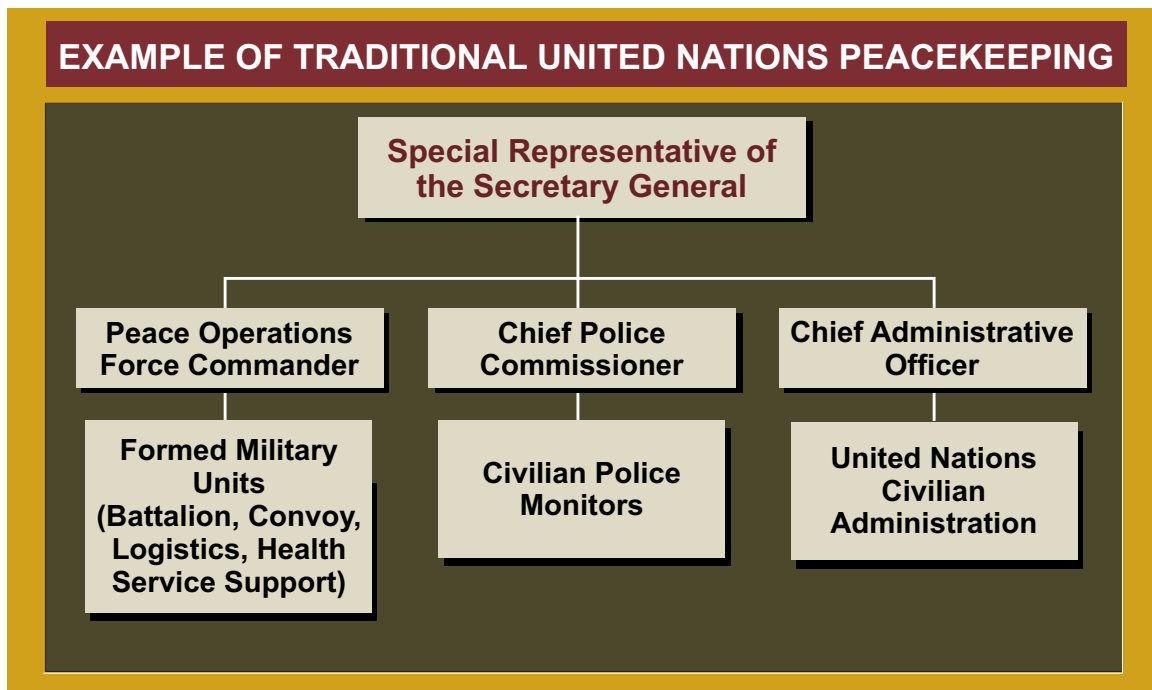 EXAMPLE OF TRADITIONAL UNITED NATIONS PEACEKEEPING
Special Representative of
the Secretary General
Peace Operations
Force Commander
Chief Police
Commissioner
Chief Administrative
Officer
Formed Military
Units
(Battalion, Convoy,
Logistics, Health
Service Support)
Civilian Police
Monitors
United Nations
Civilian
Administration